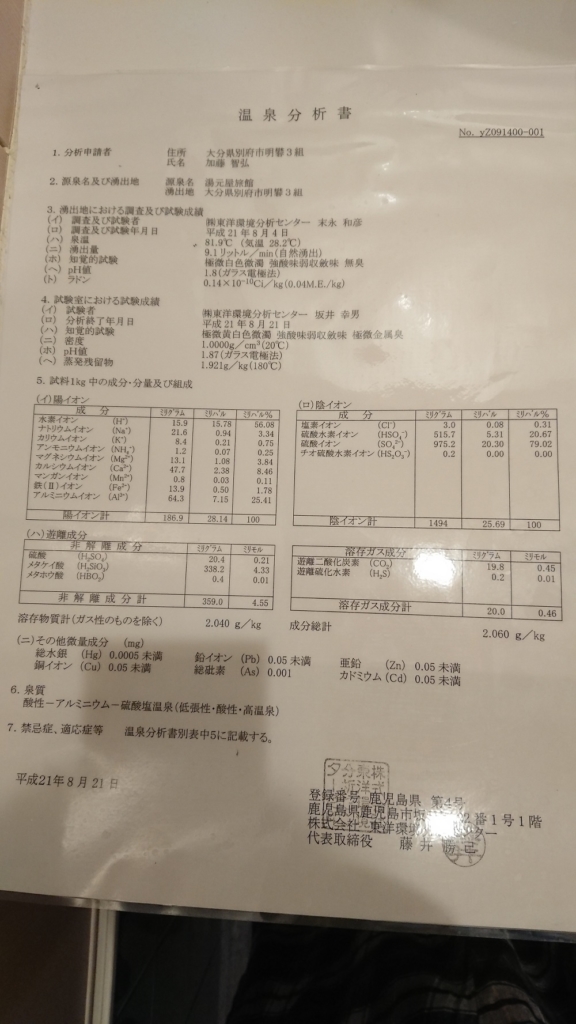 温泉分析書
No. yZ091400-001
1. 分析申請者 住所 大分県別府市明礬3組
氏名 加藤 智弘
2. 源泉名及び湧出地 源泉名 湯元屋旅館
湧出地 大分県別府市明礬3組
3. 湧出地における調査及び試験成績
(イ) 調査及び試験者 ㈱東洋環境分析センター 末永 和彦
(ロ) 調査及び試験年月日 平成21年8月4日
(ハ) 泉温 81.9℃ (気温 28.2℃)
(ニ) 湧出量 9.1リットル/min(自然湧出)
(ホ) 知覚的試験 極微白色微濁 強酸味弱収斂味 無臭
(ヘ) pH値 1.8(ガラス電極法)
(ト) ラドン 0.14×10⁻¹⁰Ci/kg(0.04M.E./kg)
4. 試験室における試験成績
(イ) 試験者 ㈱東洋環境分析センター 坂井 幸男
(ロ) 分析終了年月日 平成21年8月21日
(ハ) 知覚的試験 極微黄白色微濁 強酸味弱収斂味 極微金属臭
(ニ) 密度 1.0000g/cm³(20℃)
(ホ) pH値 1.87(ガラス電極法)
(ヘ) 蒸発残留物 1.921g/kg(180℃)
5. 試料1kg中の成分・分量及び組成
(イ)陽イオン
成分 ミリグラム ミリバル ミリバル%
水素イオン (H⁺) 15.9 15.78 56.08
ナトリウムイオン (Na⁺) 21.6 0.94 3.34
カリウムイオン (K⁺) 8.4 0.21 0.75
アンモニウムイオン (NH₄⁺) 1.2 0.07 0.25
マグネシウムイオン (Mg²⁺) 13.1 1.08 3.84
カルシウムイオン (Ca²⁺) 47.7 2.38 8.46
マンガンイオン (Mn²⁺) 0.8 0.03 0.11
鉄(Ⅱ)イオン (Fe²⁺) 13.9 0.50 1.78
アルミニウムイオン (Al³⁺) 64.3 7.15 25.41
陽イオン計 186.9 28.14 100
(ロ)陰イオン
成分 ミリグラム ミリバル ミリバル%
塩素イオン (Cl⁻) 3.0 0.08 0.31
硫酸水素イオン (HSO₄⁻) 515.7 5.31 20.67
硫酸イオン (SO₄²⁻) 975.2 20.30 79.02
チオ硫酸水素イオン (HS₂O₃⁻) 0.2 0.00 0.00
陰イオン計 1494 25.69 100
(ハ)遊離成分
非解離成分 ミリグラム ミリモル
硫酸 (H₂SO₄) 20.4 0.21
メタケイ酸 (H₂SiO₃) 338.2 4.33
メタホウ酸 (HBO₂) 0.4 0.01
非解離成分計 359.0 4.55
溶存ガス成分 ミリグラム ミリモル
遊離二酸化炭素 (CO₂) 19.8 0.45
遊離硫化水素 (H₂S) 0.2 0.01
溶存ガス成分計 20.0 0.46
溶存物質計(ガス性のものを除く) 2.040 g/kg 成分総計 2.060 g/kg
(ニ)その他微量成分 (mg)
総水銀 (Hg) 0.0005未満 鉛イオン (Pb) 0.05未満 亜鉛 (Zn) 0.05未満
銅イオン (Cu) 0.05未満 総砒素 (As) 0.001 カドミウム (Cd) 0.05未満
6. 泉質
酸性-アルミニウム-硫酸塩温泉(低張性・酸性・高温泉)
7. 禁忌症、適応症等 温泉分析書別表中5に記載する。
平成21年8月21日
登録番号 鹿児島県 第4号
鹿児島県鹿児島市 2番1号1階
株式会社 東洋環境 ター
代表取締役 藤井 勝己